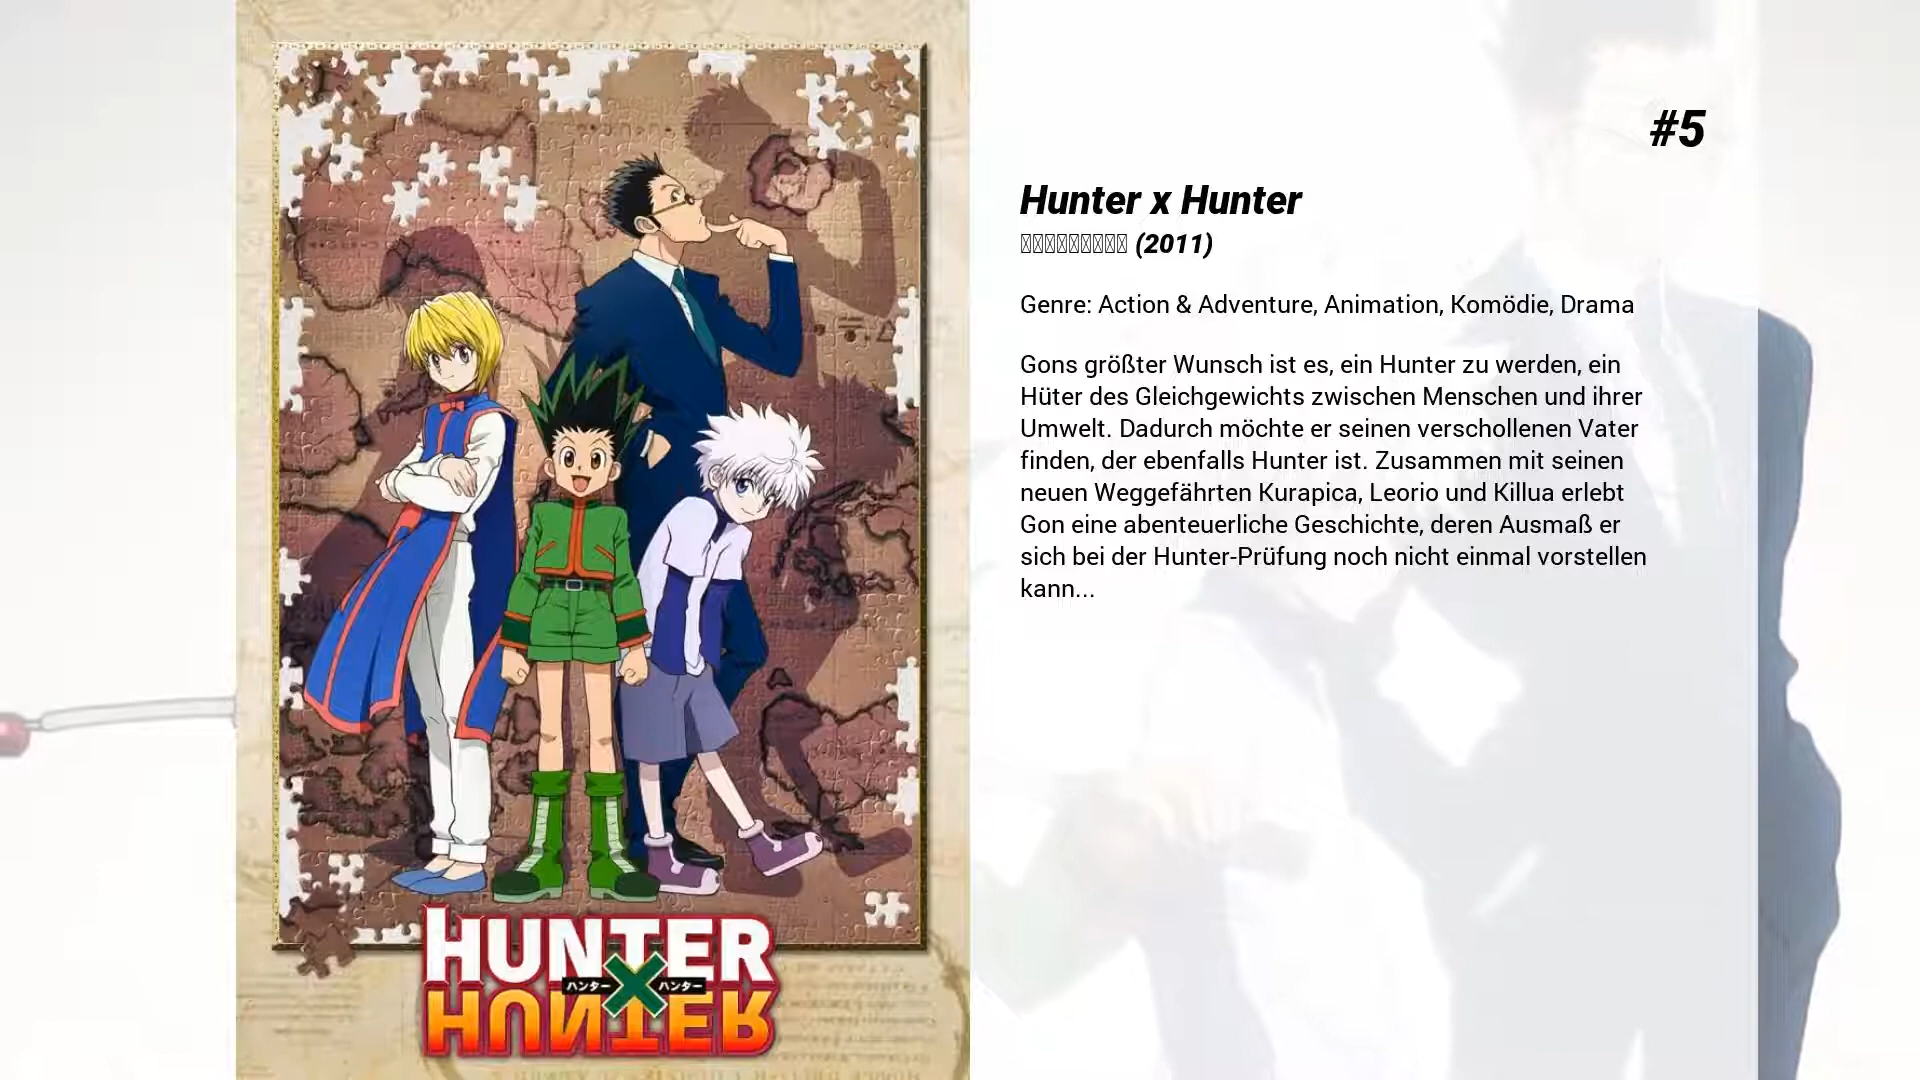 #5
Hunter x Hunter
(2011)
Genre: Action & Adventure, Animation, Komödie, Drama
Gons größter Wunsch ist es, ein Hunter zu werden, ein
Hüter des Gleichgewichts zwischen Menschen und ihrer
Umwelt. Dadurch möchte er seinen verschollenen Vater
finden, der ebenfalls Hunter ist. Zusammen mit seinen
neuen Weggefährten Kurapica, Leorio und Killua erlebt
Gon eine abenteuerliche Geschichte, deren Ausmaß er
sich bei der Hunter-Prüfung noch nicht einmal vorstellen
kann...
HUNTER
ハンター X ハンター
HUNTER